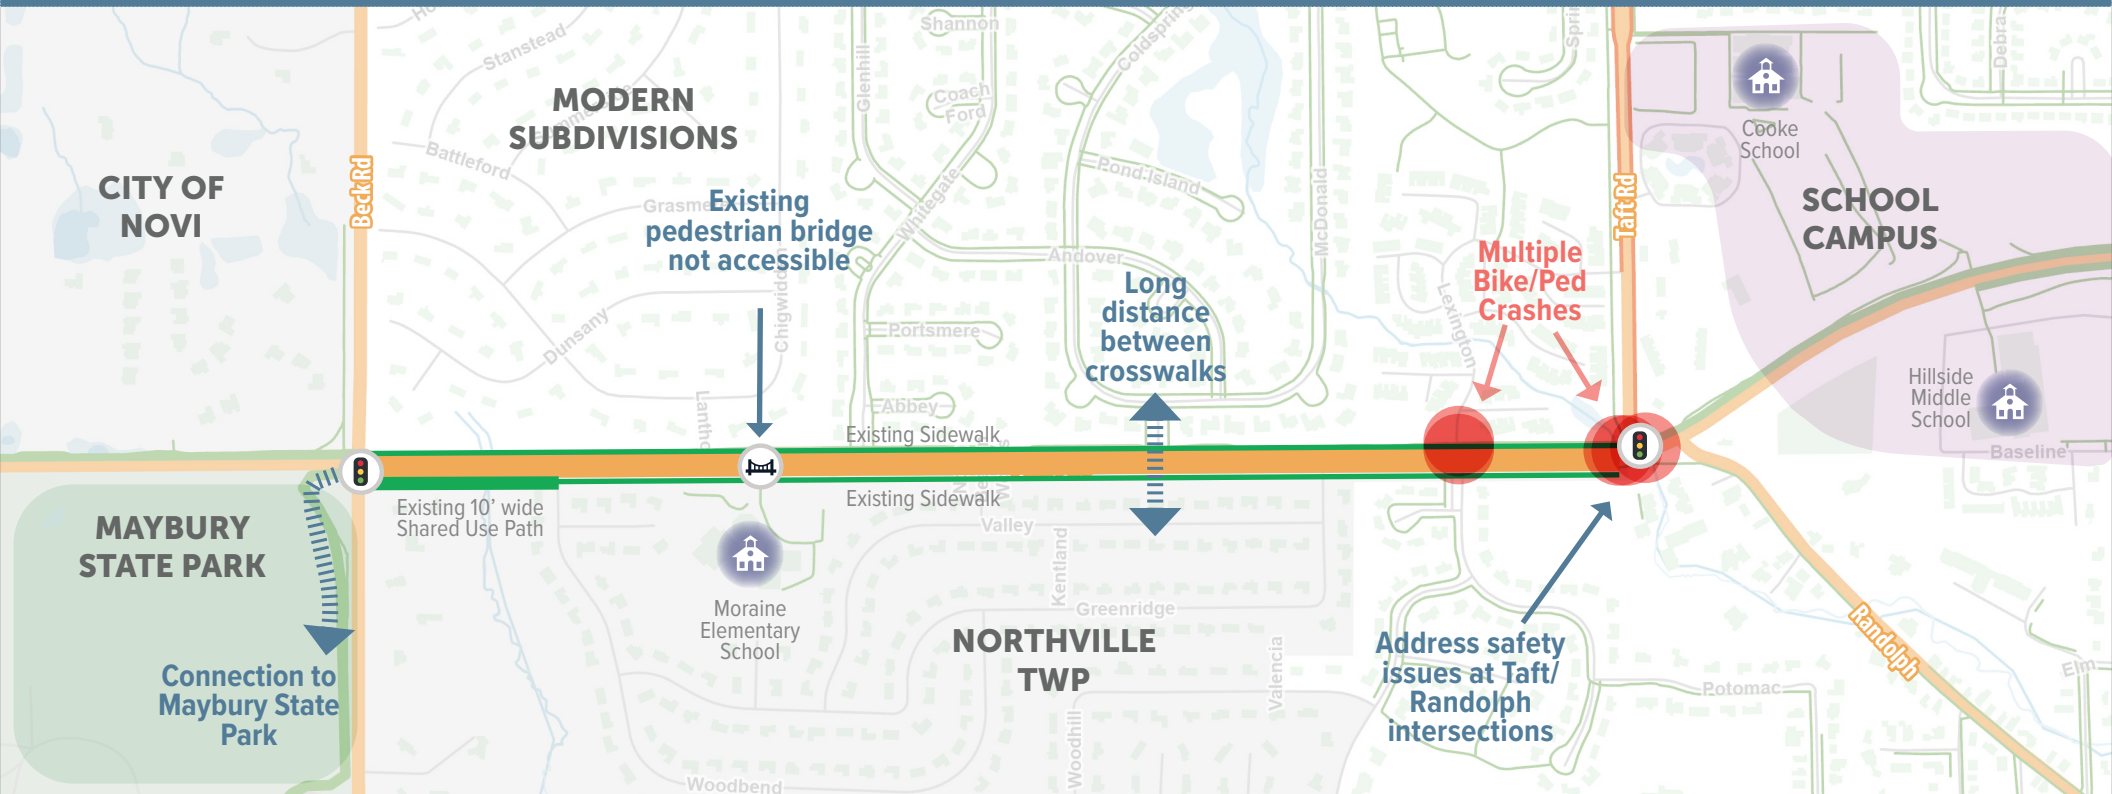 Stanstead
Shannon
Glenhill
Coldspring
Coach
Ford
MODERN
SUBDIVISIONS
Battleford
CITY OF
NOVI
Beck Rd
Existing
pedestrian bridge
not accessible
Whitegate
Pond Island
McDonald
Andover
Chigwidden
Dunsany
Portsmere
Abbey
Long
distance
between
crosswalks
Lexington
Multiple
Bike/Ped
Crashes
Taft Rd
Cooke
School
Debra
SCHOOL
CAMPUS
Hillside
Middle
School
Baseline
Existing Sidewalk
Existing Sidewalk
Existing 10’ wide
Shared Use Path
MAYBURY
STATE PARK
Connection to
Maybury State
Park
Moraine
Elementary
School
Valley
Kentland
Greenridge
NORTHVILLE
TWP
Valencia
Woodhill
Woodbend
Address safety
issues at Taft/
Randolph
intersections
Potomac
Randolph
Elm